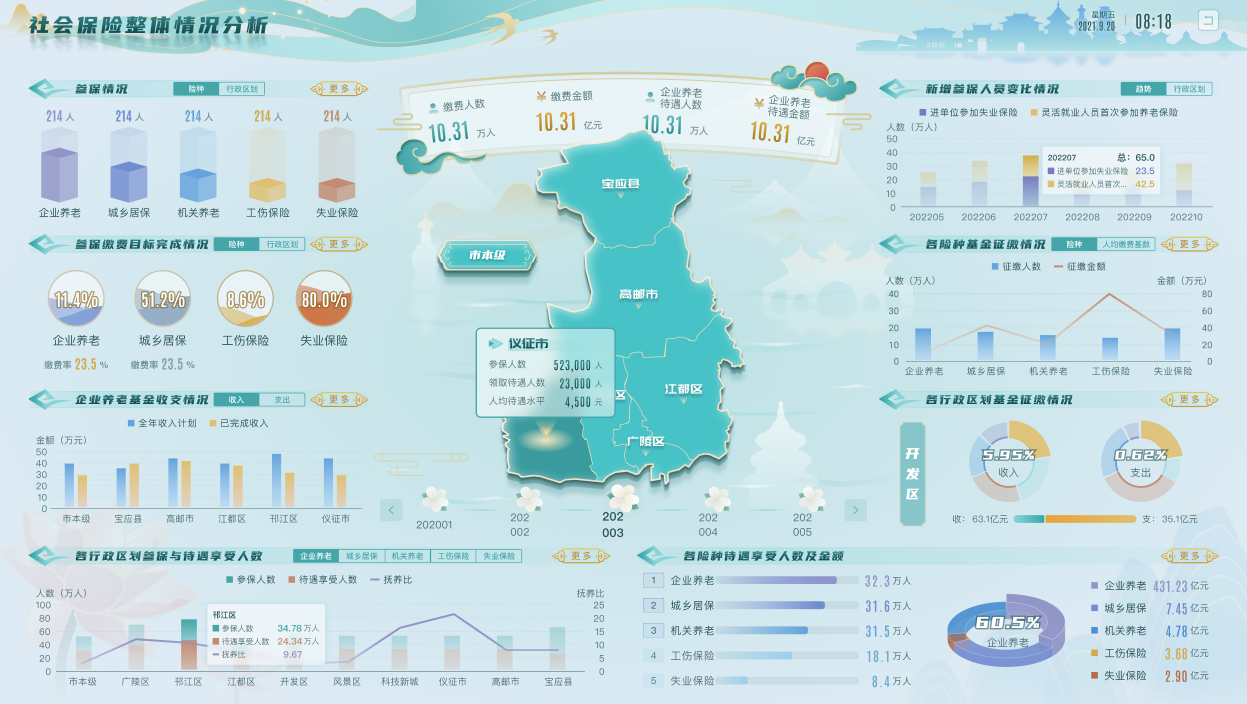 社会保险整体情况分析
星期五
2021.9.20
08:18
参保情况
险种
行政区划
更多
214人
214人
214人
214人
214人
企业养老
城乡居保
机关养老
工伤保险
失业保险
参保缴费目标完成情况
险种
行政区划
更多
11.4%
51.2%
8.6%
80.0%
企业养老
城乡居保
工伤保险
失业保险
缴费率 23.5 %
缴费率 23.5 %
企业养老基金收支情况
收入
支出
更多
全年收入计划
已完成收入
金额（万元）
50
40
30
20
10
0
市本级
宝应县
高邮市
江都区
邗江区
仪征市
缴费人数
10.31 万人
缴费金额
10.31 亿元
企业养老
待遇人数
10.31 万人
企业养老
待遇金额
10.31 亿元
宝应县
市本级
高邮市
仪征市
参保人数 523,000 人
领取待遇人数 23,000 人
人均待遇水平 4,500 元
区
江都区
广陵区
202001
202
002
202
003
202
004
202
005
新增参保人员变化情况
趋势
行政区划
进单位参加失业保险
灵活就业人员首次参加养老保险
人数（万人）
50
40
30
20
10
0
202207
总：65.0
进单位参加失业保险 23.5
灵活就业人员首次... 42.5
202205
202206
202207
202208
202209
202210
各险种基金征缴情况
险种
人均缴费基数
更多
征缴人数
征缴金额
人数（万人）
金额（万元）
40
30
20
10
0
80
60
40
20
0
企业养老
城乡居保
机关养老
工伤保险
失业保险
各行政区划基金征缴情况
更多
开发区
5.95%
收入
0.62%
支出
收：63.1亿元
支：35.1亿元
各行政区划参保与待遇享受人数
企业养老
城乡居保
机关养老
工伤保险
失业保险
更多
参保人数
待遇享受人数
抚养比
人数（万人）
抚养比
100
80
60
40
20
0
25
20
15
10
5
0
邗江区
参保人数 34.78 万人
待遇享受人数 24.34 万人
抚养比 9.67
市本级
广陵区
邗江区
江都区
开发区
风景区
科技新城
仪征市
高邮市
宝应县
各险种待遇享受人数及金额
更多
1 企业养老 32.3万人
2 城乡居保 31.6万人
3 机关养老 31.5万人
4 工伤保险 18.1万人
5 失业保险 8.4万人
60.5%
企业养老
企业养老 431.23 亿元
城乡居保 7.45 亿元
机关养老 4.78 亿元
工伤保险 3.68 亿元
失业保险 2.90 亿元